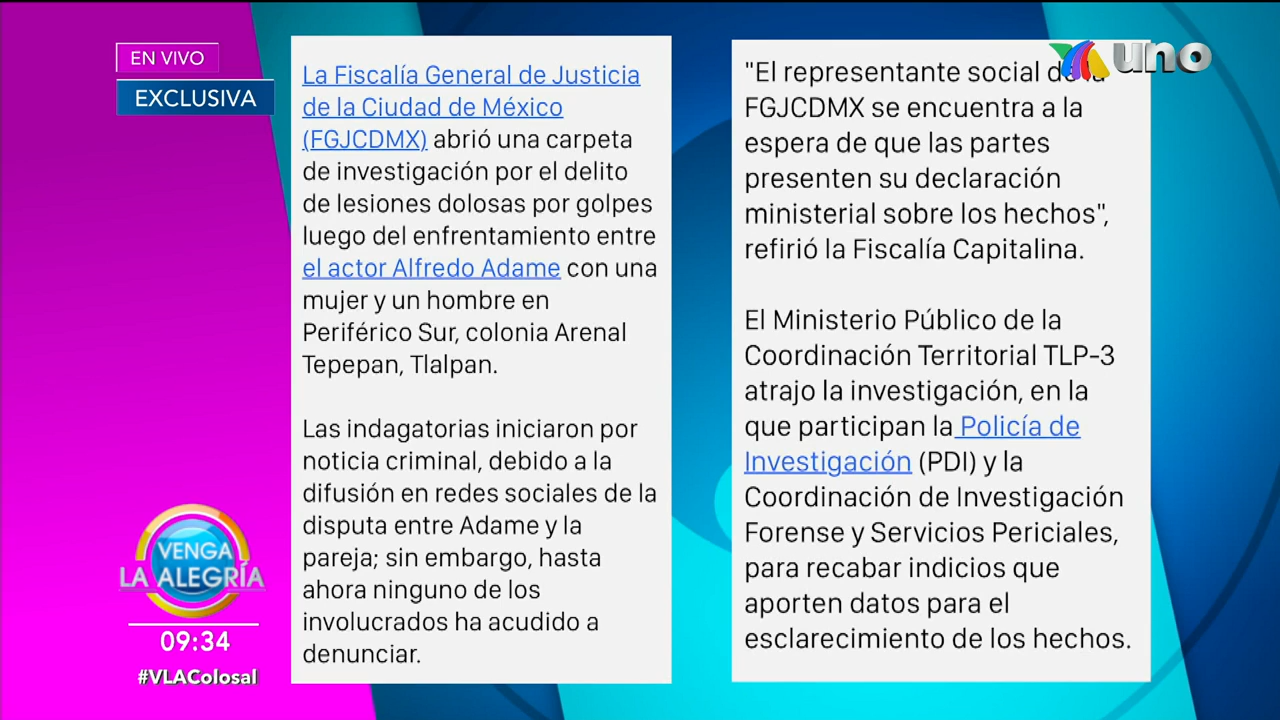 EN VIVO
EXCLUSIVA
La Fiscalía General de Justicia
de la Ciudad de México
(FGJCDMX) abrió una carpeta
de investigación por el delito
de lesiones dolosas por golpes
luego del enfrentamiento entre
el actor Alfredo Adame con una
mujer y un hombre en
Periférico Sur, colonia Arenal
Tepepan, Tlalpan.
Las indagatorias iniciaron por
noticia criminal, debido a la
difusión en redes sociales de la
disputa entre Adame y la
pareja; sin embargo, hasta
ahora ninguno de los
involucrados ha acudido a
denunciar.
uno
"El representante social de la
FGJCDMX se encuentra a la
espera de que las partes
presenten su declaración
ministerial sobre los hechos",
refirió la Fiscalía Capitalina.
El Ministerio Público de la
Coordinación Territorial TLP-3
atrajo la investigación, en la
que participan la Policía de
Investigación (PDI) y la
Coordinación de Investigación
Forense y Servicios Periciales,
para recabar indicios que
aporten datos para el
esclarecimiento de los hechos.
VENGA
LA ALEGRÍA
09:34
#VLAColosal